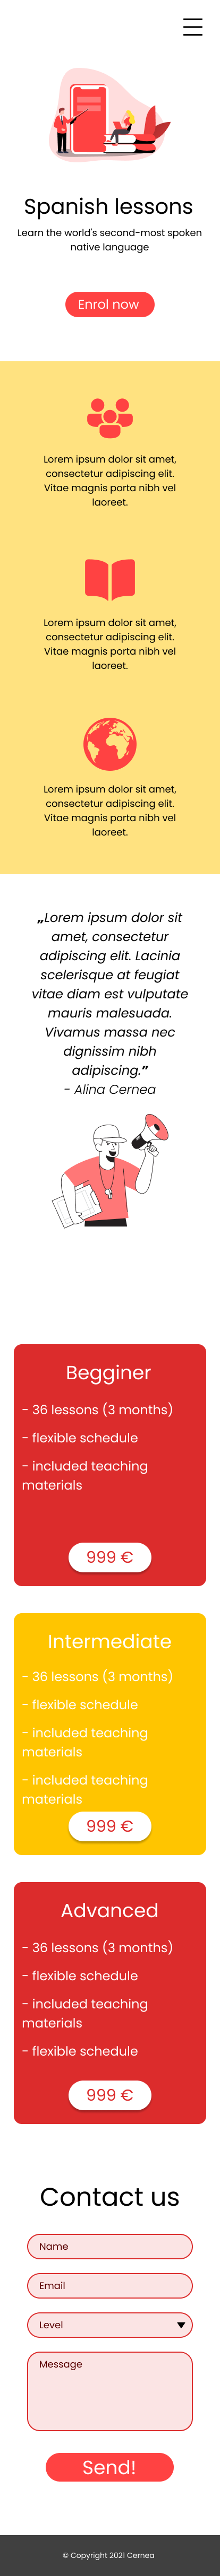 Spanish lessons
Learn the world's second-most spoken
native language
Enrol now
Lorem ipsum dolor sit amet,
consectetur adipiscing elit.
Vitae magnis porta nibh vel
laoreet.
Lorem ipsum dolor sit amet,
consectetur adipiscing elit.
Vitae magnis porta nibh vel
laoreet.
Lorem ipsum dolor sit amet,
consectetur adipiscing elit.
Vitae magnis porta nibh vel
laoreet.
„Lorem ipsum dolor sit
amet, consectetur
adipiscing elit. Lacinia
scelerisque at feugiat
vitae diam est vulputate
mauris malesuada.
Vivamus massa nec
dignissim nibh
adipiscing.”
- Alina Cernea
Begginer
- 36 lessons (3 months)
- flexible schedule
- included teaching
materials
999 €
Intermediate
- 36 lessons (3 months)
- flexible schedule
- included teaching
materials
- included teaching
materials
999 €
Advanced
- 36 lessons (3 months)
- flexible schedule
- included teaching
materials
- flexible schedule
999 €
Contact us
Name
Email
Level
Message
Send!
© Copyright 2021 Cernea